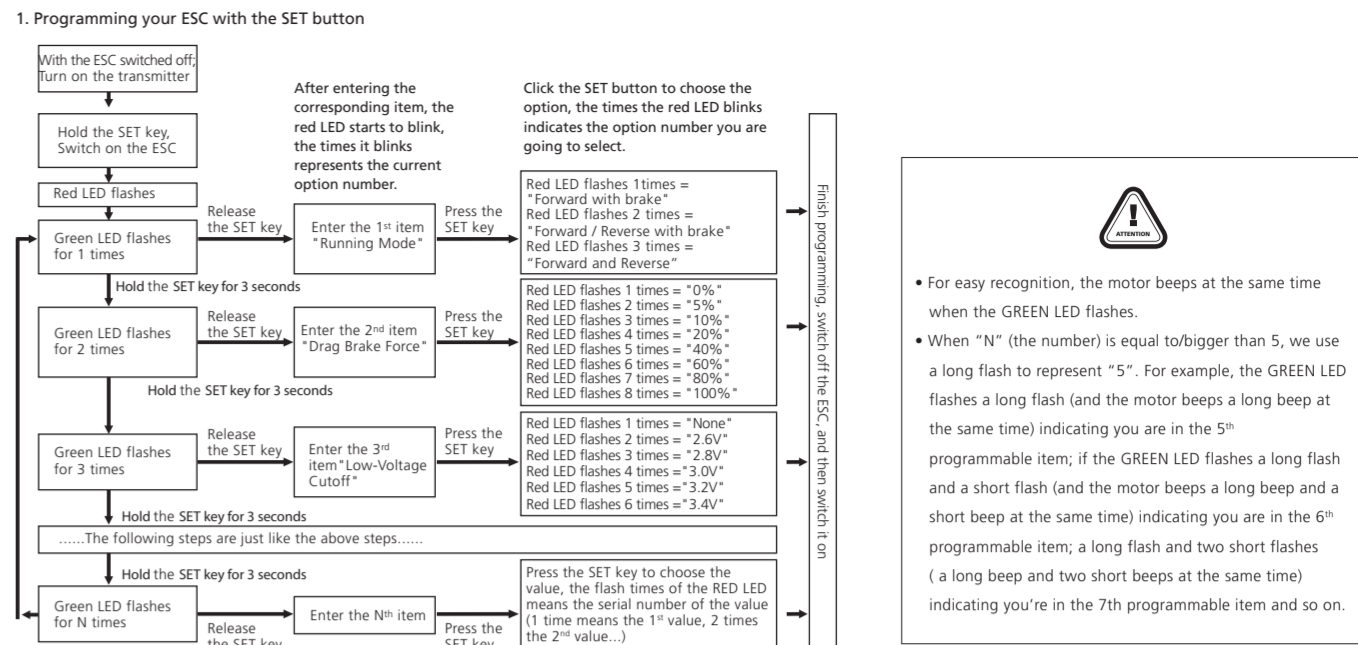 1. Programming your ESC with the SET button
With the ESC switched off;
Turn on the transmitter
Hold the SET key,
Switch on the ESC
Red LED flashes
After entering the
corresponding item, the
red LED starts to blink,
the times it blinks
represents the current
option number.
Click the SET button to choose the
option, the times the red LED blinks
indicates the option number you are
going to select.
Green LED flashes
for 1 times
Release
the SET key
Enter the 1st item
"Running Mode"
Press the
SET key
Red LED flashes 1times =
"Forward with brake"
Red LED flashes 2 times =
"Forward / Reverse with brake"
Red LED flashes 3 times =
“Forward and Reverse”
Hold the SET key for 3 seconds
Green LED flashes
for 2 times
Release
the SET key
Enter the 2nd item
"Drag Brake Force"
Press the
SET key
Red LED flashes 1 times = "0%"
Red LED flashes 2 times = "5%"
Red LED flashes 3 times = "10%"
Red LED flashes 4 times = "20%"
Red LED flashes 5 times = "40%"
Red LED flashes 6 times = "60%"
Red LED flashes 7 times = "80%"
Red LED flashes 8 times = "100%"
Hold the SET key for 3 seconds
Green LED flashes
for 3 times
Release
the SET key
Enter the 3rd
item"Low-Voltage
Cutoff"
Press the
SET key
Red LED flashes 1 times = "None"
Red LED flashes 2 times = "2.6V"
Red LED flashes 3 times = "2.8V"
Red LED flashes 4 times ="3.0V"
Red LED flashes 5 times ="3.2V"
Red LED flashes 6 times ="3.4V"
Hold the SET key for 3 seconds
......The following steps are just like the above steps......
Hold the SET key for 3 seconds
Green LED flashes
for N times
Release
the SET key
Enter the Nth item
Press the
SET key
Press the SET key to choose the
value, the flash times of the RED LED
means the serial number of the value
(1 time means the 1st value, 2 times
the 2nd value...)
Finish programming, switch off the ESC, and then switch it on
ATTENTION
• For easy recognition, the motor beeps at the same time
when the GREEN LED flashes.
• When “N” (the number) is equal to/bigger than 5, we use
a long flash to represent “5”. For example, the GREEN LED
flashes a long flash (and the motor beeps a long beep at
the same time) indicating you are in the 5th
programmable item; if the GREEN LED flashes a long flash
and a short flash (and the motor beeps a long beep and a
short beep at the same time) indicating you are in the 6th
programmable item; a long flash and two short flashes
( a long beep and two short beeps at the same time)
indicating you’re in the 7th programmable item and so on.